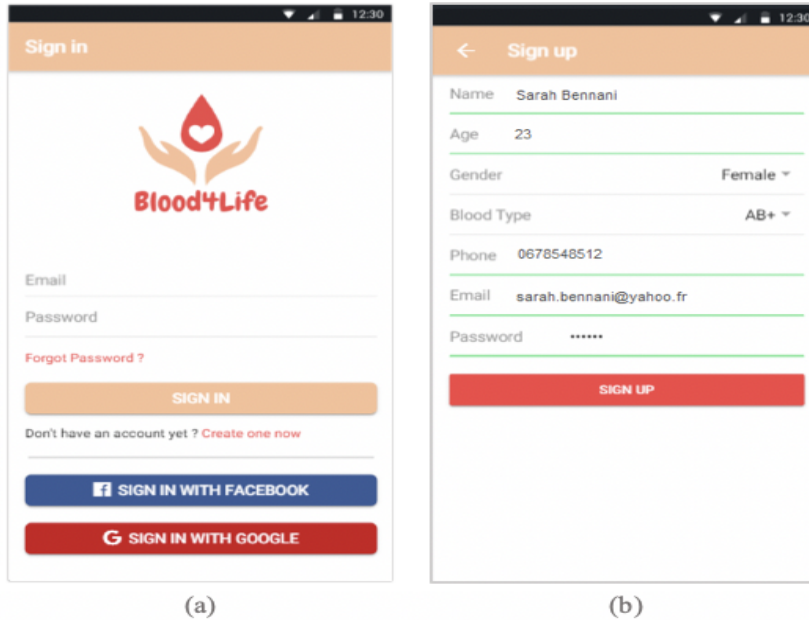 12:30
Sign in
Blood4Life
Email
Password
Forgot Password ?
SIGN IN
Don't have an account yet ? Create one now
SIGN IN WITH FACEBOOK
G SIGN IN WITH GOOGLE
(a)
12:30
Sign up
Name Sarah Bennani
Age 23
Gender Female
Blood Type AB+
Phone 0678548512
Email sarah.bennani@yahoo.fr
Password ••••••
SIGN UP
(b)